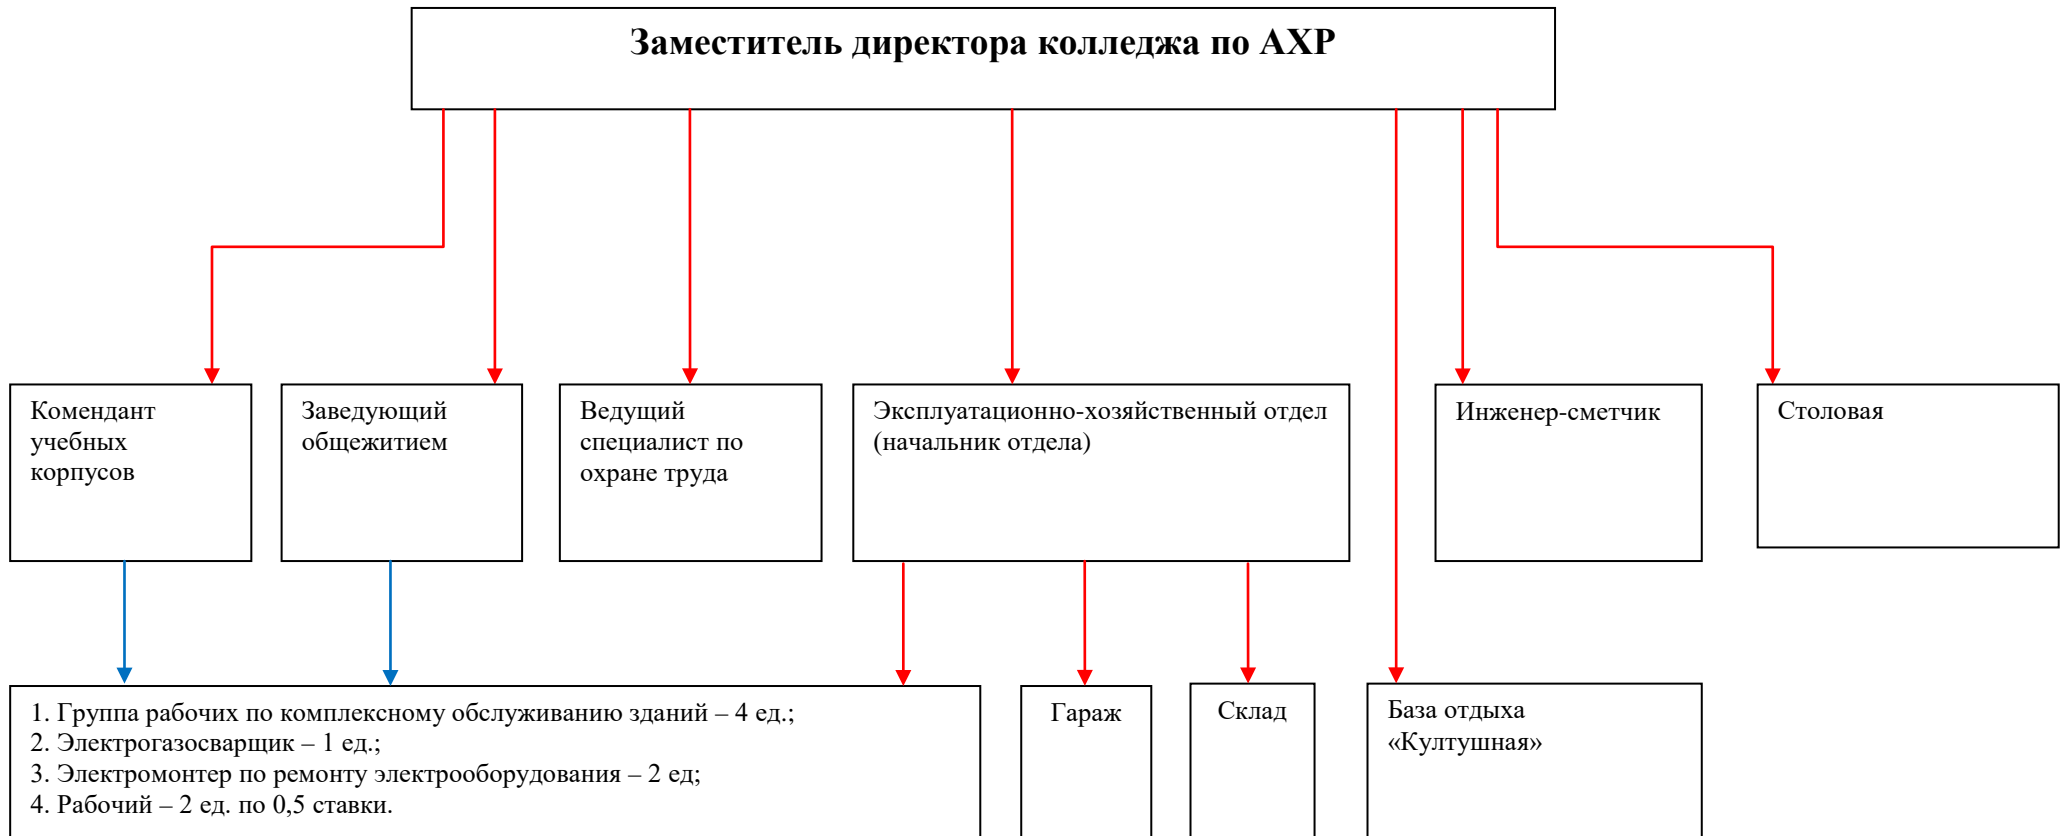 Заместитель директора колледжа по АХР
Комендант
учебных
корпусов
Заведующий
общежитием
Ведущий
специалист по
охране труда
Эксплуатационно-хозяйственный отдел
(начальник отдела)
Инженер-сметчик
Столовая
1. Группа рабочих по комплексному обслуживанию зданий – 4 ед.;
2. Электрогазосварщик – 1 ед.;
3. Электромонтер по ремонту электрооборудования – 2 ед;
4. Рабочий – 2 ед. по 0,5 ставки.
Гараж
Склад
База отдыха
«Култушная»